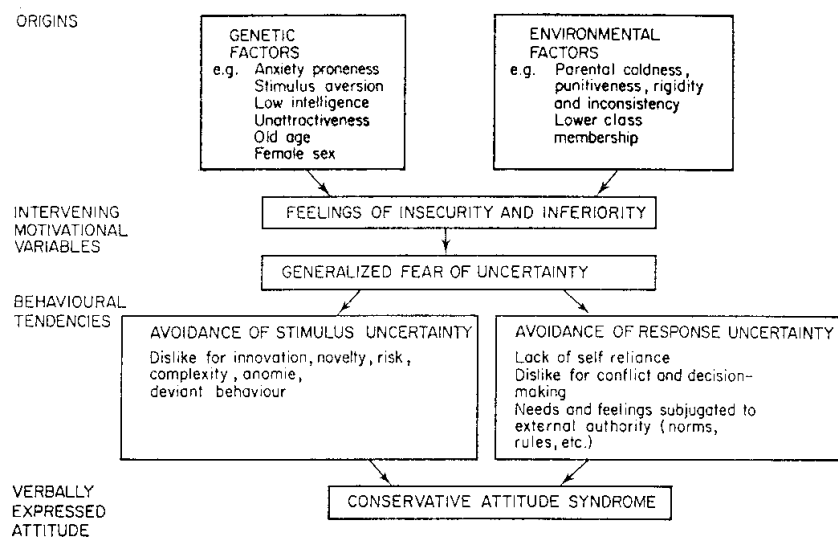 ORIGINS
GENETIC
FACTORS
e.g. Anxiety proneness
Stimulus aversion
Low intelligence
Unattractiveness
Old age
Female sex
ENVIRONMENTAL
FACTORS
e.g. Parental coldness,
punitiveness, rigidity
and inconsistency
Lower class
membership
INTERVENING
MOTIVATIONAL
VARIABLES
FEELINGS OF INSECURITY AND INFERIORITY
GENERALIZED FEAR OF UNCERTAINTY
BEHAVIOURAL
TENDENCIES
AVOIDANCE OF STIMULUS UNCERTAINTY
Dislike for innovation, novelty, risk,
complexity, anomie,
deviant behaviour
AVOIDANCE OF RESPONSE UNCERTAINTY
Lack of self reliance
Dislike for conflict and decision-
making
Needs and feelings subjugated to
external authority (norms,
rules, etc.)
VERBALLY
EXPRESSED
ATTITUDE
CONSERVATIVE ATTITUDE SYNDROME